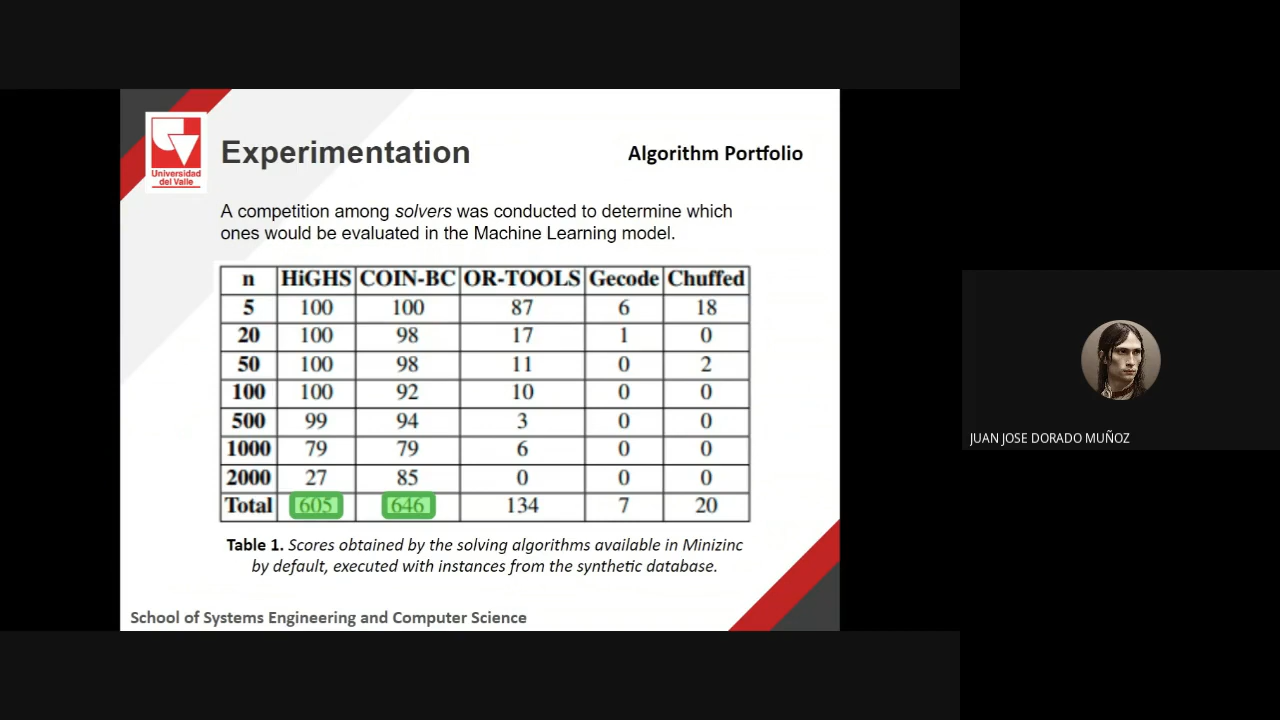 Universidad
del Valle
Experimentation
Algorithm Portfolio
A competition among solvers was conducted to determine which
ones would be evaluated in the Machine Learning model.
n HiGHS COIN-BC OR-TOOLS Gecode Chuffed
5 100 100 87 6 18
20 100 98 17 1 0
50 100 98 11 0 2
100 100 92 10 0 0
500 99 94 3 0 0
1000 79 79 6 0 0
2000 27 85 0 0 0
Total 605 646 134 7 20
Table 1. Scores obtained by the solving algorithms available in Minizinc
by default, executed with instances from the synthetic database.
School of Systems Engineering and Computer Science
JUAN JOSE DORADO MUÑOZ